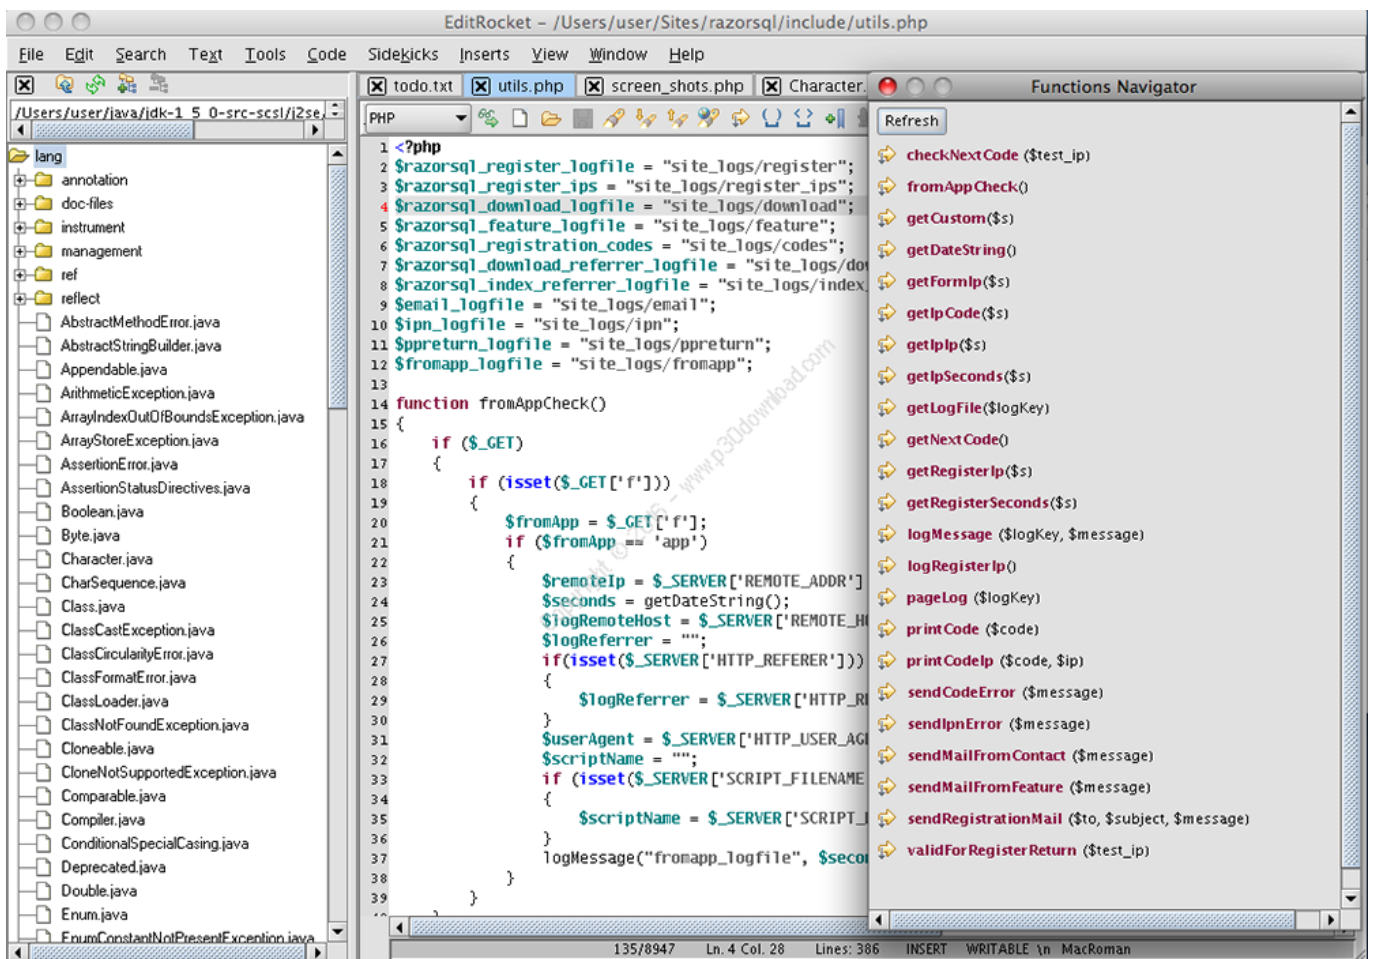 EditRocket – /Users/user/Sites/razorsql/include/utils.php
File Edit Search Text Tools Code Sidekicks Inserts View Window Help
/Users/user/java/jdk-1_5_0-src-scsl/j2se,
lang
annotation
doc-files
instrument
management
ref
reflect
AbstractMethodError.java
AbstractStringBuilder.java
Appendable.java
ArithmeticException.java
ArrayIndexOutOfBoundsException.java
ArrayStoreException.java
AssertionError.java
AssertionStatusDirectives.java
Boolean.java
Byte.java
Character.java
CharSequence.java
Class.java
ClassCastException.java
ClassCircularityError.java
ClassFormatError.java
ClassLoader.java
ClassNotFoundException.java
Cloneable.java
CloneNotSupportedException.java
Comparable.java
Compiler.java
ConditionalSpecialCasing.java
Deprecated.java
Double.java
Enum.java
EnumConstantNotPresentException.java
todo.txt utils.php screen_shots.php Character.
PHP
1 <?php
2 $razorsql_register_logfile = "site_logs/register";
3 $razorsql_register_ips = "site_logs/register_ips";
4 $razorsql_download_logfile = "site_logs/download";
5 $razorsql_feature_logfile = "site_logs/feature";
6 $razorsql_registration_codes = "site_logs/codes";
7 $razorsql_download_referrer_logfile = "site_logs/do
8 $razorsql_index_referrer_logfile = "site_logs/index_
9 $email_logfile = "site_logs/email";
10 $ipn_logfile = "site_logs/ipn";
11 $ppreturn_logfile = "site_logs/ppreturn";
12 $fromapp_logfile = "site_logs/fromapp";
13
14 function fromAppCheck()
15 {
16 if ($_GET)
17 {
18 if (isset($_GET['f']))
19 {
20 $fromApp = $_GET['f'];
21 if ($fromApp == 'app')
22 {
23 $remoteIp = $_SERVER['REMOTE_ADDR']
24 $seconds = getDateString();
25 $logRemoteHost = $_SERVER['REMOTE_H
26 $logReferrer = "";
27 if(isset($_SERVER['HTTP_REFERER']))
28 {
29 $logReferrer = $_SERVER['HTTP_R
30 }
31 $userAgent = $_SERVER['HTTP_USER_AG
32 $scriptName = "";
33 if (isset($_SERVER['SCRIPT_FILENAME
34 {
35 $scriptName = $_SERVER['SCRIPT_
36 }
37 logMessage("fromapp_logfile", $seco
38 }
39 }
Copyright © 2016 - www.p30download.com
135/8947 Ln. 4 Col. 28 Lines: 386 INSERT WRITABLE \n MacRoman
Functions Navigator
Refresh
checkNextCode ($test_ip)
fromAppCheck()
getCustom($s)
getDateString()
getFormIp($s)
getIpCode($s)
getIpIp($s)
getIpSeconds($s)
getLogFile($logKey)
getNextCode()
getRegisterIp($s)
getRegisterSeconds($s)
logMessage ($logKey, $message)
logRegisterIp()
pageLog ($logKey)
printCode ($code)
printCodeIp ($code, $ip)
sendCodeError ($message)
sendIpnError ($message)
sendMailFromContact ($message)
sendMailFromFeature ($message)
sendRegistrationMail ($to, $subject, $message)
validForRegisterReturn ($test_ip)